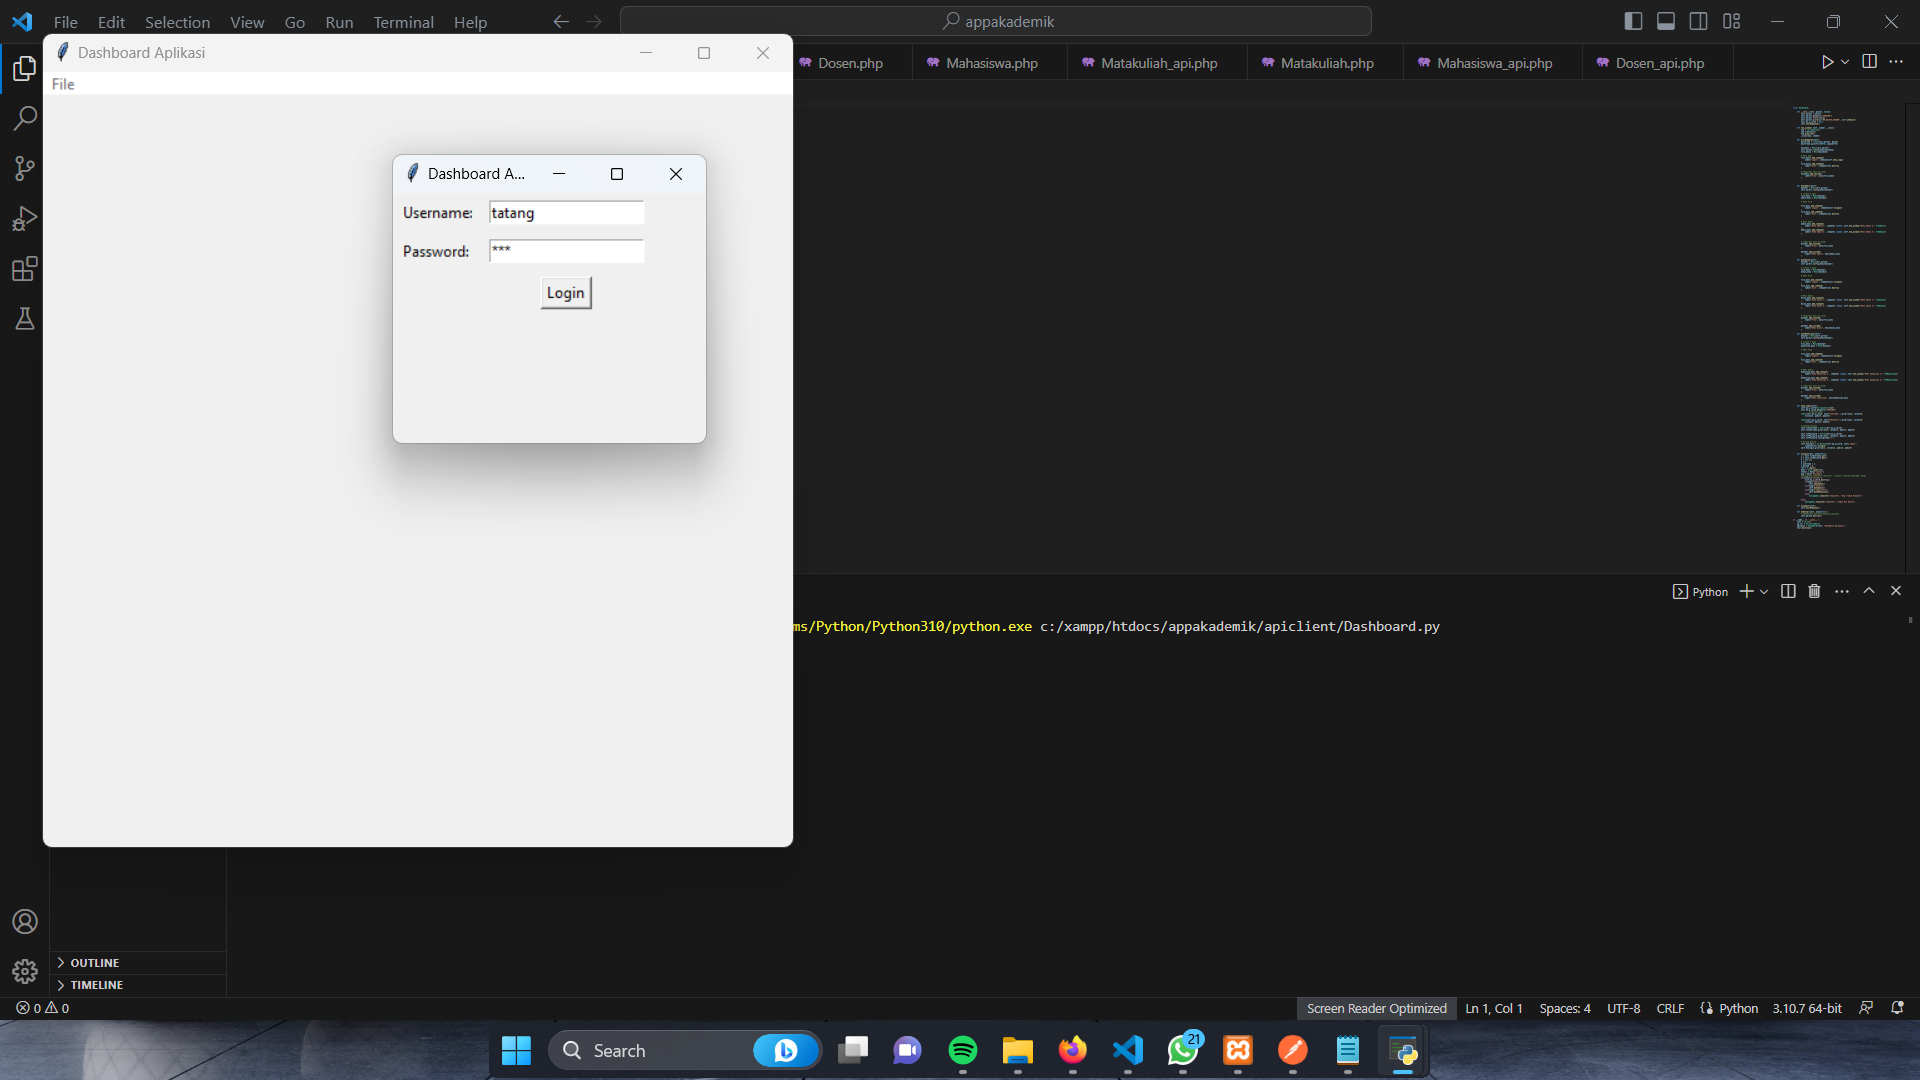 File Edit Selection View Go Run Terminal Help
appakademik
Dashboard Aplikasi
File
Dosen.php
Mahasiswa.php
Matakuliah_api.php
Matakuliah.php
Mahasiswa_api.php
Dosen_api.php
Dashboard A...
Username: tatang
Password: ***
Login
Python
ms/Python/Python310/python.exe c:/xampp/htdocs/appakademik/apiclient/Dashboard.py
OUTLINE
TIMELINE
0 0
Screen Reader Optimized Ln 1, Col 1 Spaces: 4 UTF-8 CRLF Python 3.10.7 64-bit
Search
21